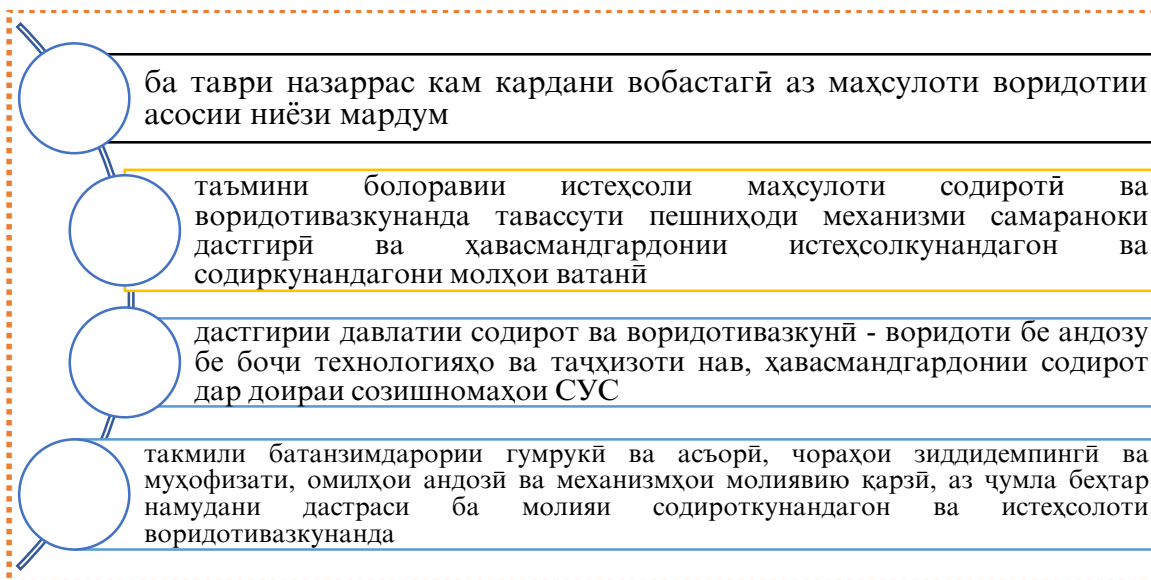 ба таври назаррас кам кардани вобастагӣ аз маҳсулоти воридотии
асосии ниёзи мардум
таъмини болоравии истеҳсоли маҳсулоти содиротӣ ва
воридотивазкунанда тавассути пешниҳоди механизми самараноки
дастгирӣ ва ҳавасмандгардонии истеҳсолкунандагон ва
содиркунандагони молҳои ватанӣ
дастгирии давлатии содирот ва воридотивазкунӣ - воридоти бе андозу
бе боҷи технологияҳо ва таҷҳизоти нав, ҳавасмандгардонии содирот
дар доираи созишномаҳои СУС
такмили батанзимдарории гумрукӣ ва асъорӣ, чораҳои зиддидемпингӣ ва
муҳофизати, омилҳои андозӣ ва механизмҳои молиявию қарзӣ, аз ҷумла беҳтар
намудани дастраси ба молияи содироткунандагон ва истеҳсолоти
воридотивазкунанда